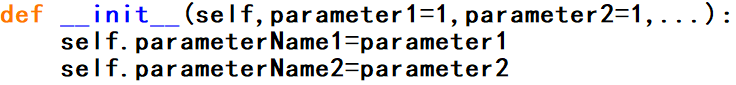 def __init__(self,parameter1=1,parameter2=1,...):
    self.parameterName1=parameter1
    self.parameterName2=parameter2